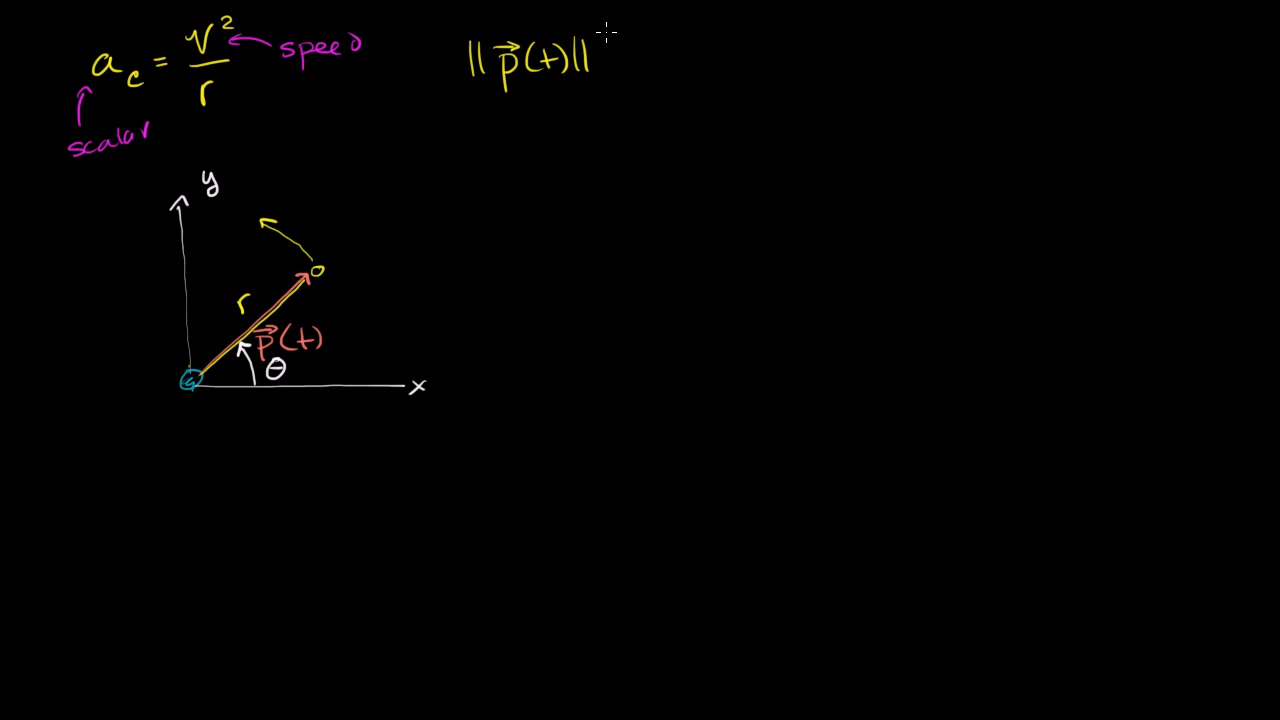 a_c = v²/r ← speed
scalar
||p⃗(t)||
y
r
p⃗(t)
θ
x